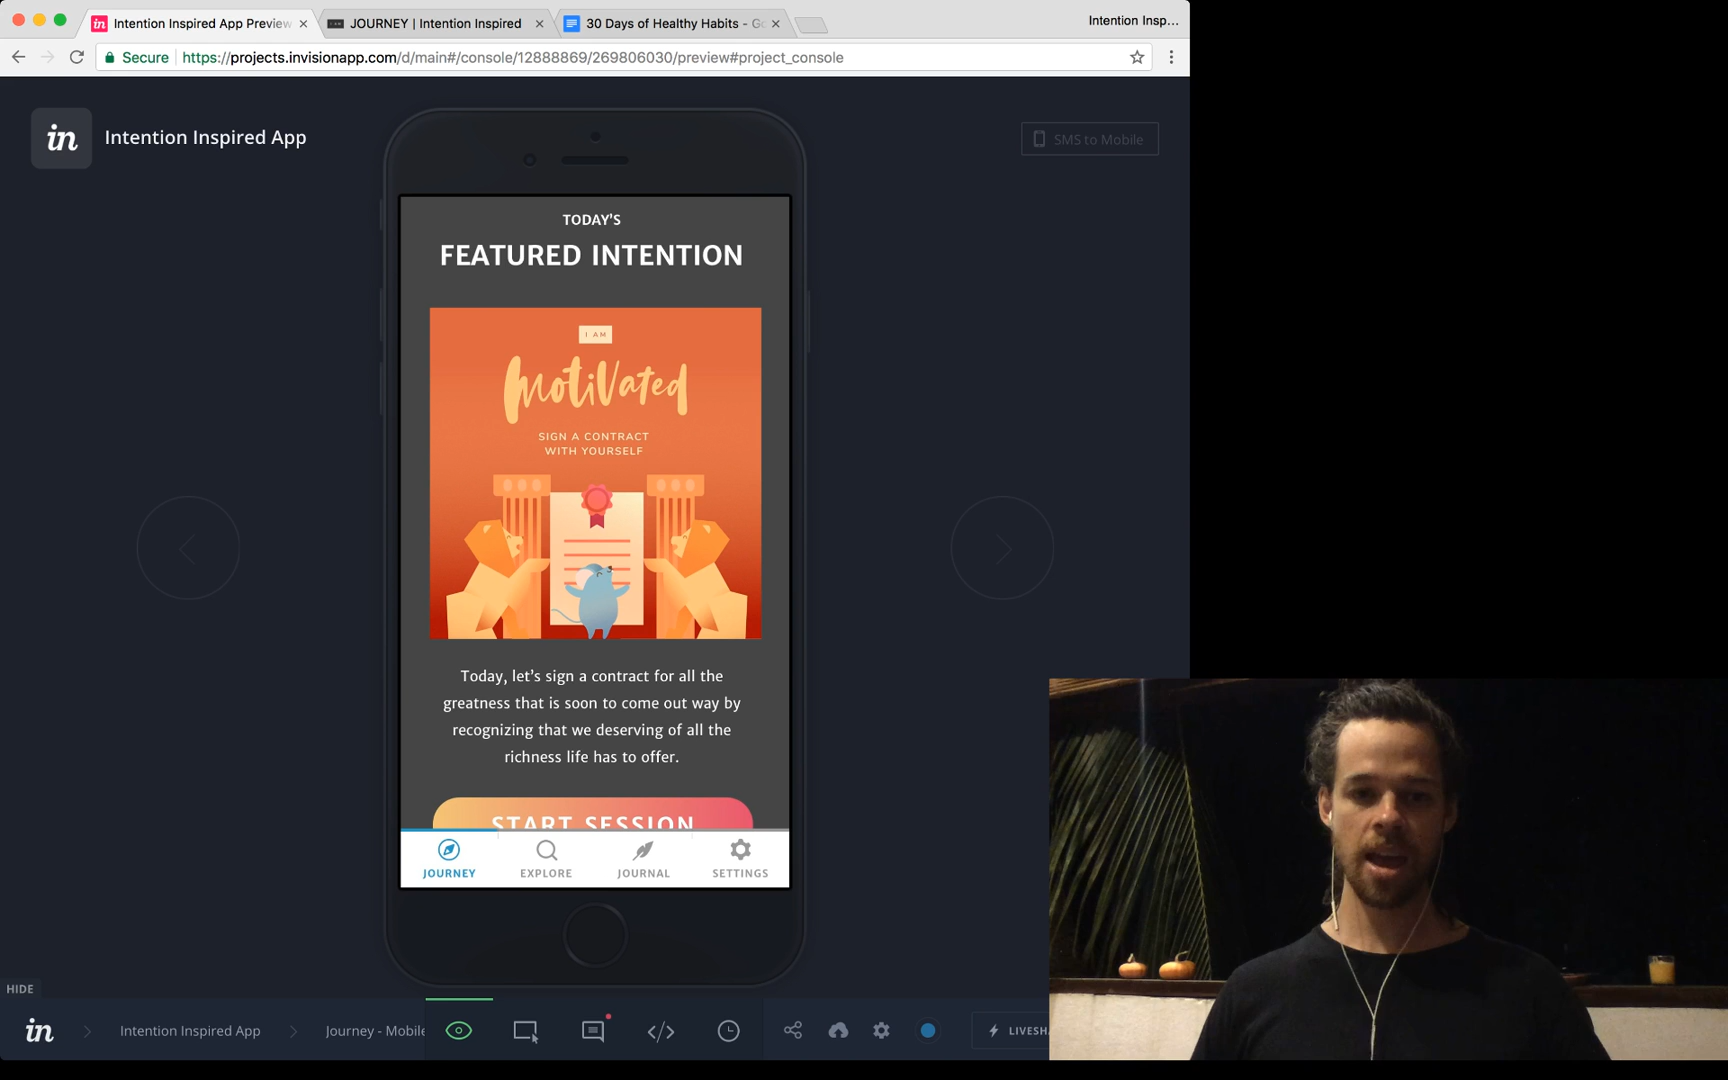 Intention Inspired App Preview
JOURNEY | Intention Inspired
30 Days of Healthy Habits - Go
Intention Insp...
Secure
https://projects.invisionapp.com/d/main#/console/12888869/269806030/preview#project_console
in
Intention Inspired App
SMS to Mobile
TODAY'S
FEATURED INTENTION
I AM
motivated
SIGN A CONTRACT
WITH YOURSELF
Today, let's sign a contract for all the
greatness that is soon to come out way by
recognizing that we deserving of all the
richness life has to offer.
START SESSION
JOURNEY
EXPLORE
JOURNAL
SETTINGS
HIDE
in
Intention Inspired App
Journey - Mobile
LIVESH